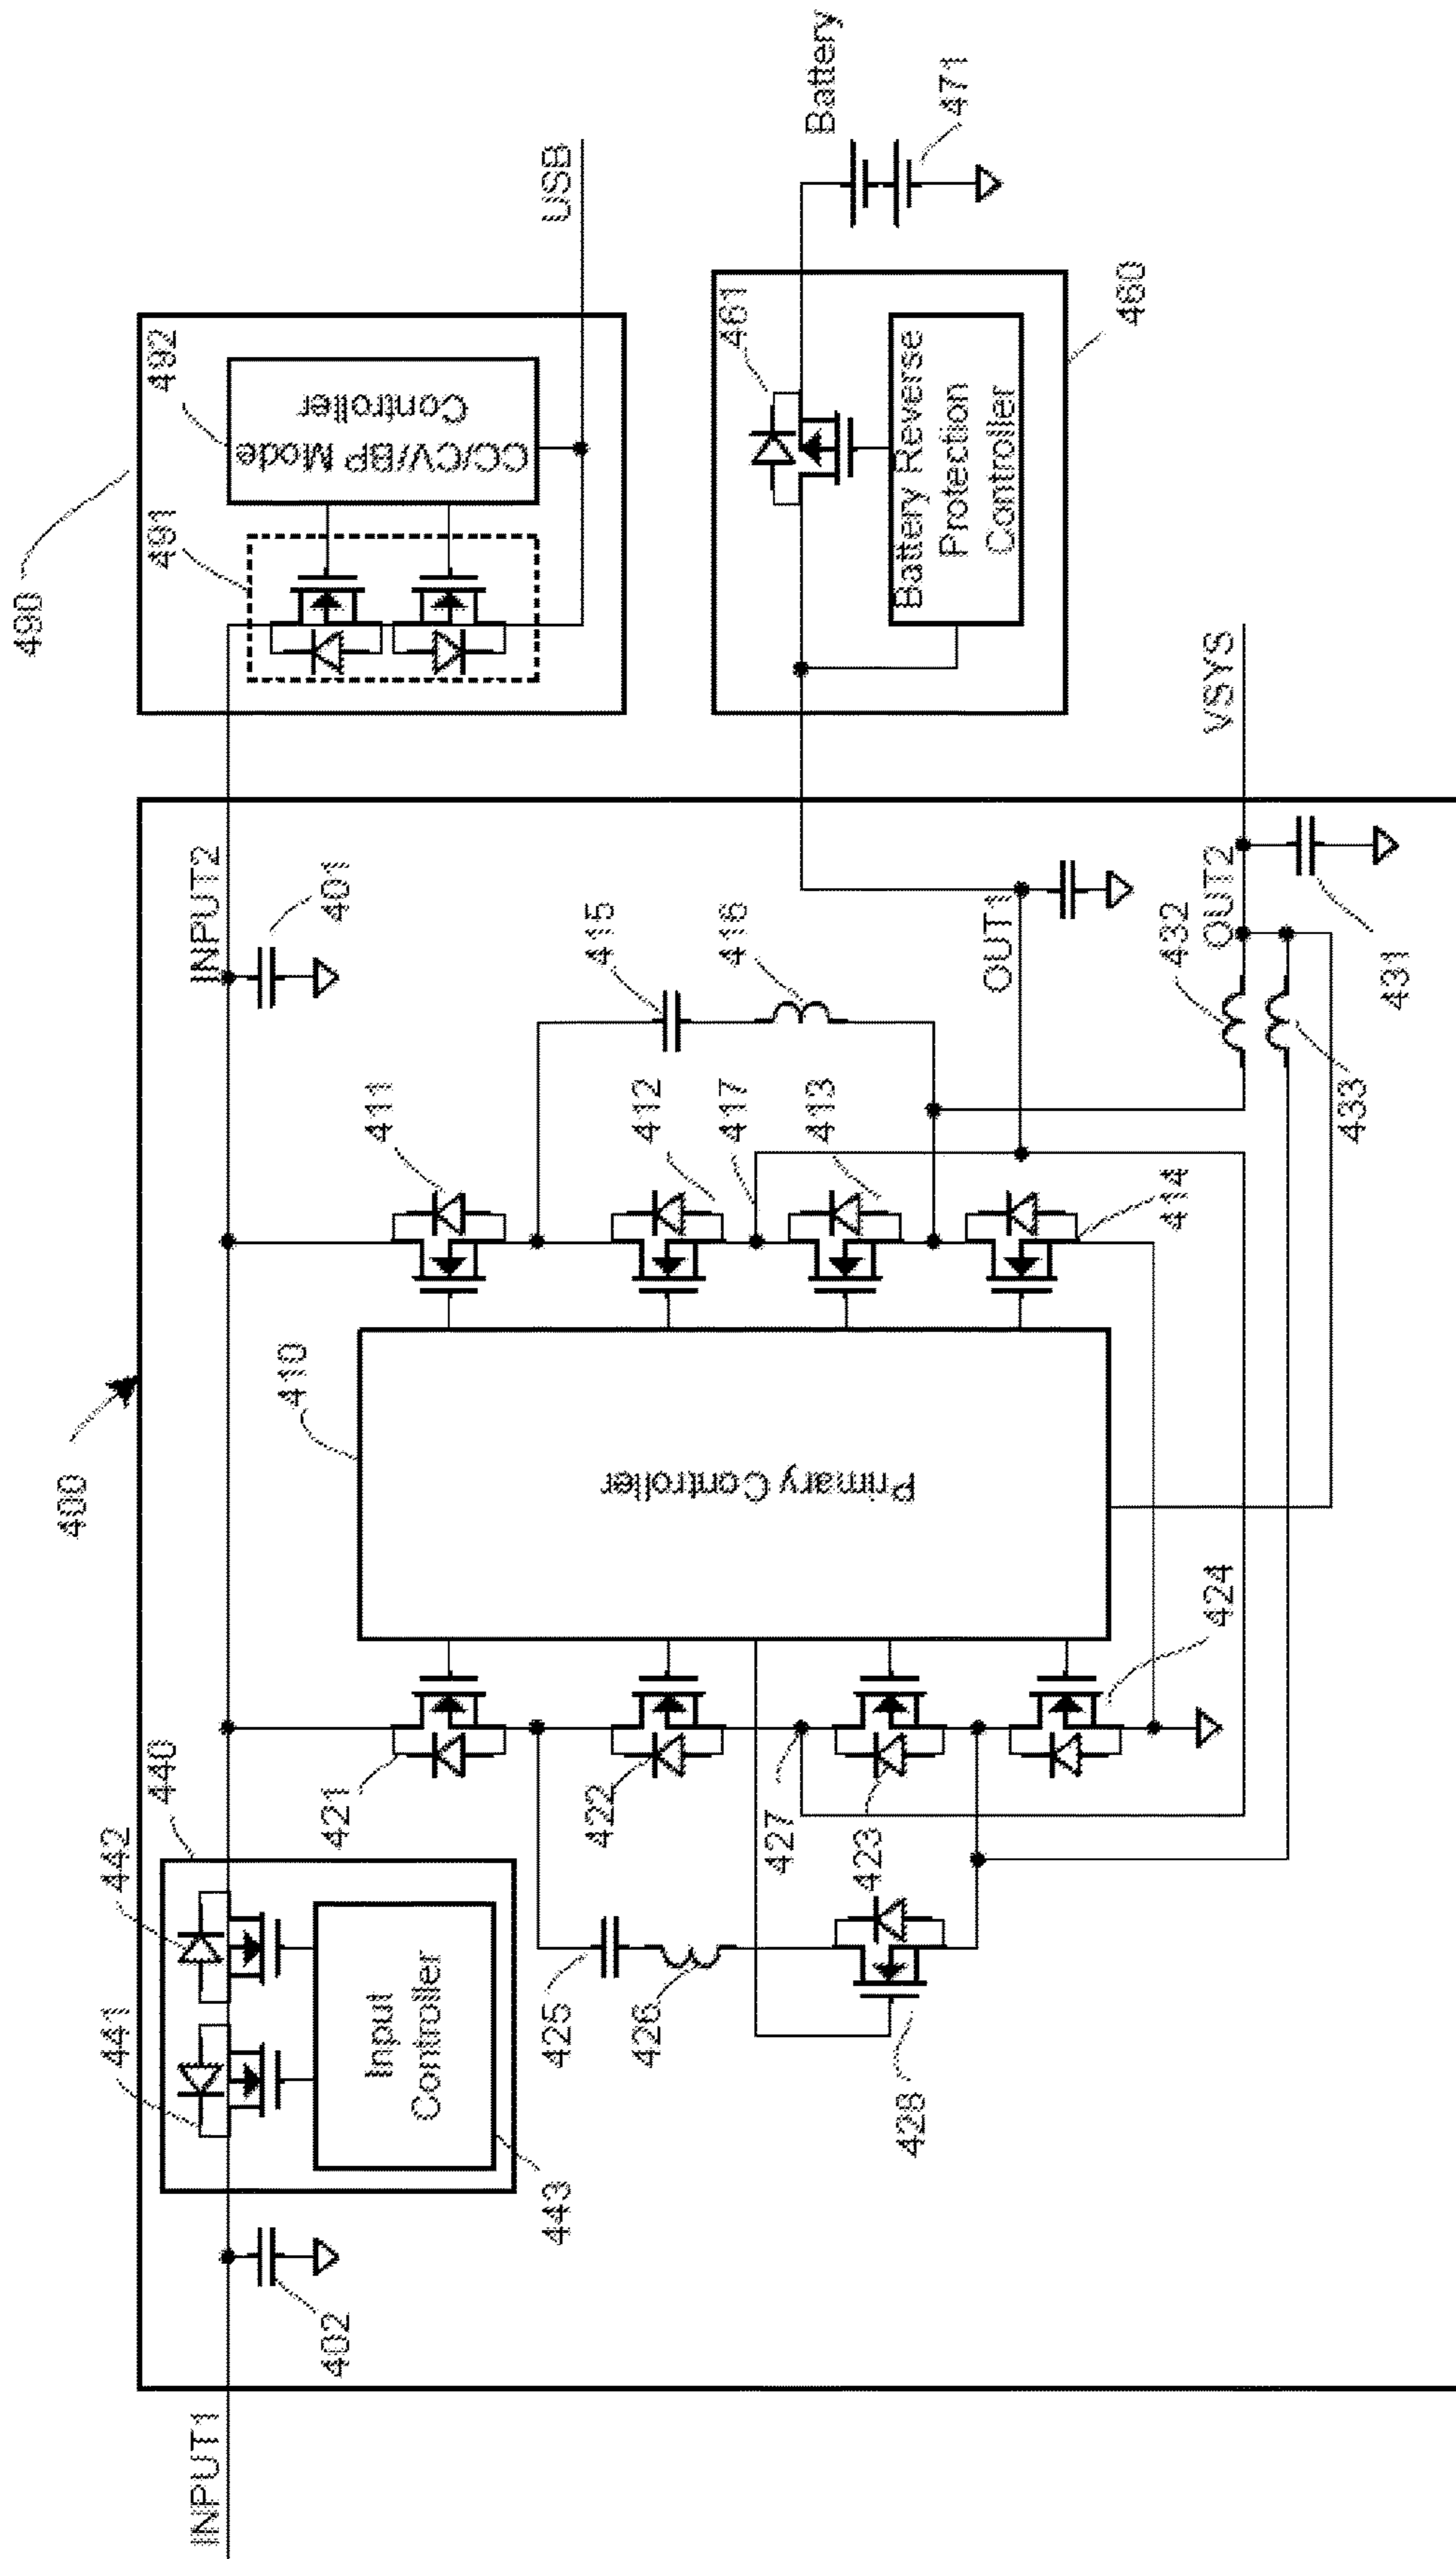 400
INPUT1
402
440
441
442
443
Input
Controller
INPUT2
401
490
491
492
CC/CV/BP Mode
Controller
USB
410
Primary Controller
411
412
417
413
414
415
416
421
422
427
423
424
425
426
428
OUT1
OUT2
432
433
431
VSYS
460
461
Battery Reverse
Protection
Controller
Battery
471